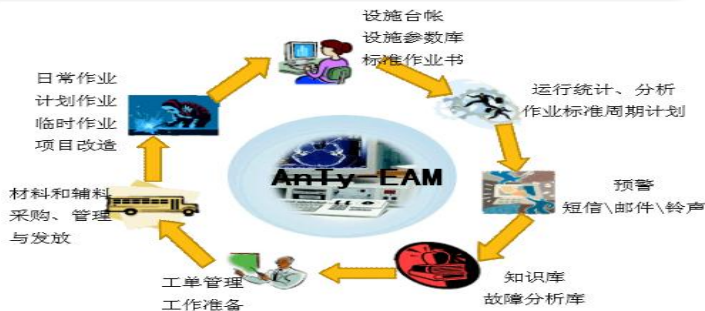 设施台帐
设施参数库
标准作业书
运行统计、分析
作业标准周期计划
预警
短信\邮件\铃声
知识库
故障分析库
工单管理
工作准备
材料和辅料
采购、管理
与发放
日常作业
计划作业
临时作业
项目改造
AnTy EAM